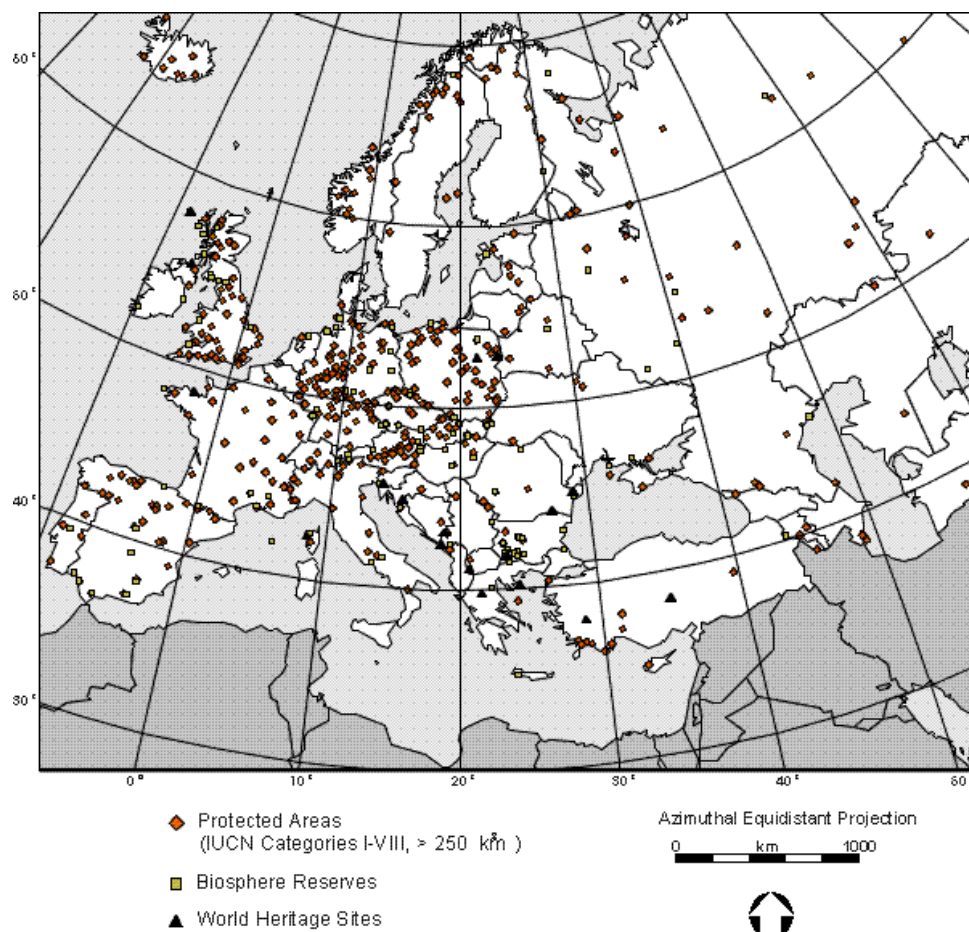 60°
60°
40°
30°
0°
10°
20°
30°
40°
60
Protected Areas
(IUCN Categories I-VIII, > 250 km²)
Biosphere Reserves
World Heritage Sites
Azimuthal Equidistant Projection
0 km 1000